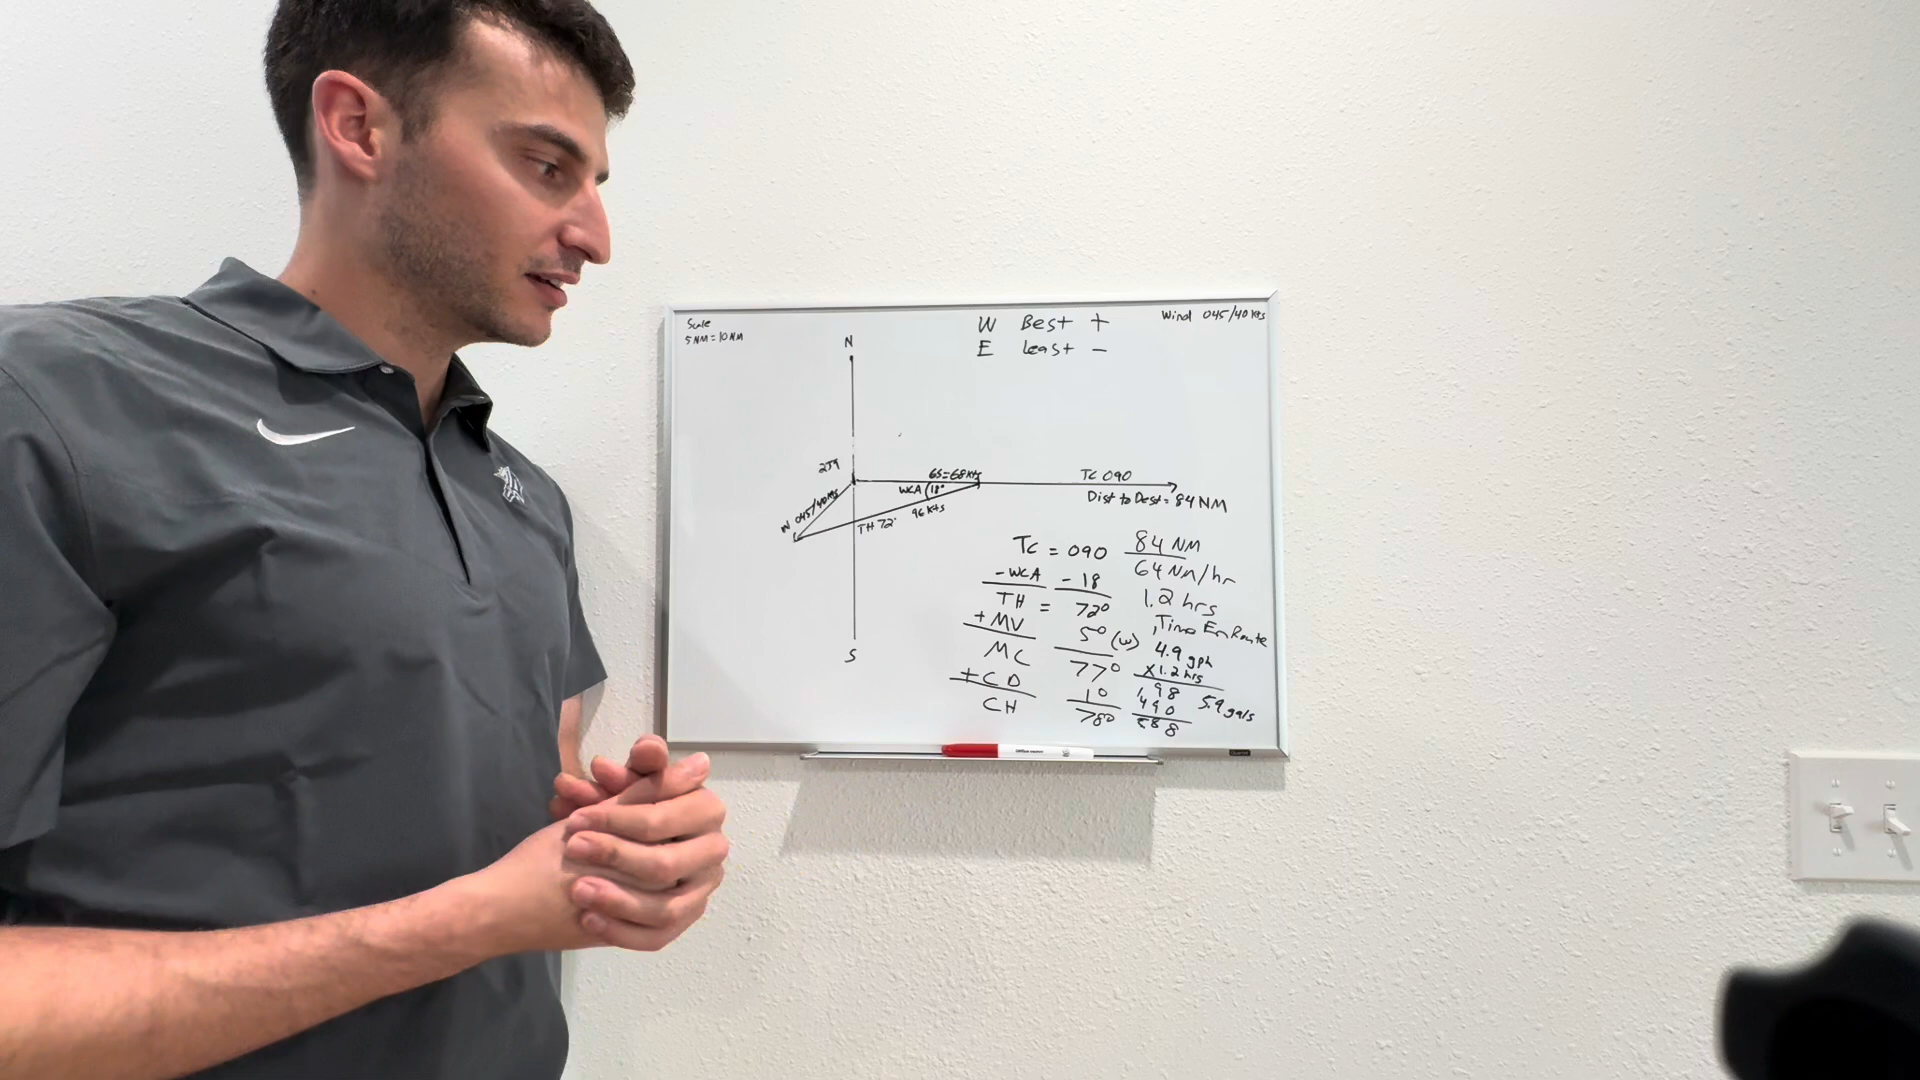 Scale
5 NM = 10 NM
W Best +
E Least -
Wind 045/40 Kts
N
GS=68 Kts
WCA 18°
W 045/40 Kts
TH 72°
96 Kts
TC 090
Dist to Dest = 84 NM
S
TC = 090
- WCA - 18
TH = 72°
+ MV 5° (W)
MC 77°
+ C D 1°
CH 78°
84 NM
64 NM/hr
1.2 hrs
Time En Route
4.9 gph
X 1.2 hrs
198
490
588
5.9 gals